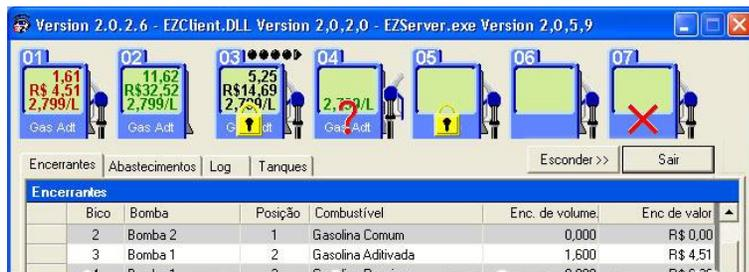 Version 2.0.2.6 - EZClient.DLL Version 2,0,2,0 - EZServer.exe Version 2,0,5,9
01 02 03 04 05 06 07
1,61 11,62 5,25
R$ 4,51 R$32,52 R$14,69
2,799/L 2,799/L
Gas Adt Gas Adt
Esconder >> Sair
Encerrantes Abastecimentos Log Tanques
Encerrantes
Bico Bomba Posição Combustível Enc. de volume. Enc de valor
2 Bomba 2 1 Gasolina Comum 0,000 R$ 0,00
3 Bomba 1 2 Gasolina Aditivada 1,600 R$ 4,51